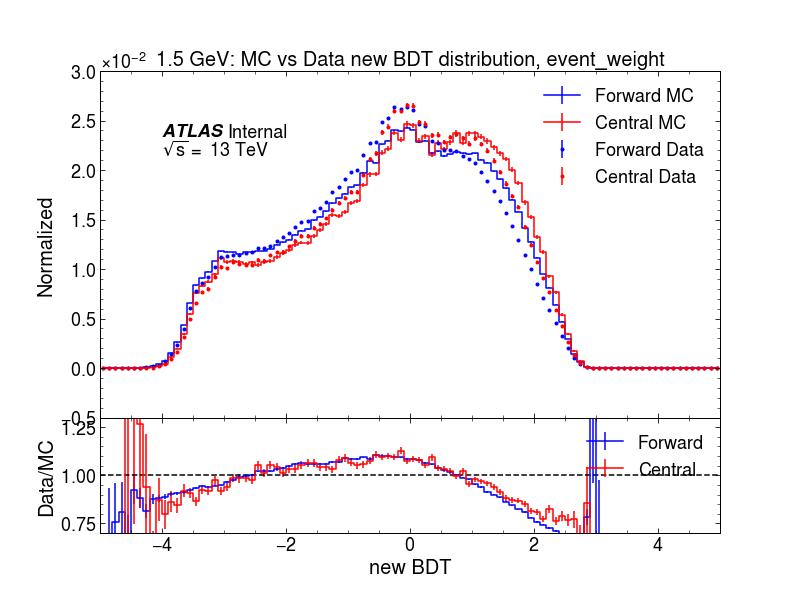 ×10⁻² 1.5 GeV: MC vs Data new BDT distribution, event_weight
3.0
2.5
2.0
1.5
1.0
0.5
0.0
0.5
Normalized
ATLAS Internal
√s = 13 TeV
Forward MC
Central MC
Forward Data
Central Data
1.25
1.00
0.75
Data/MC
Forward
Central
−4 −2 0 2 4
new BDT